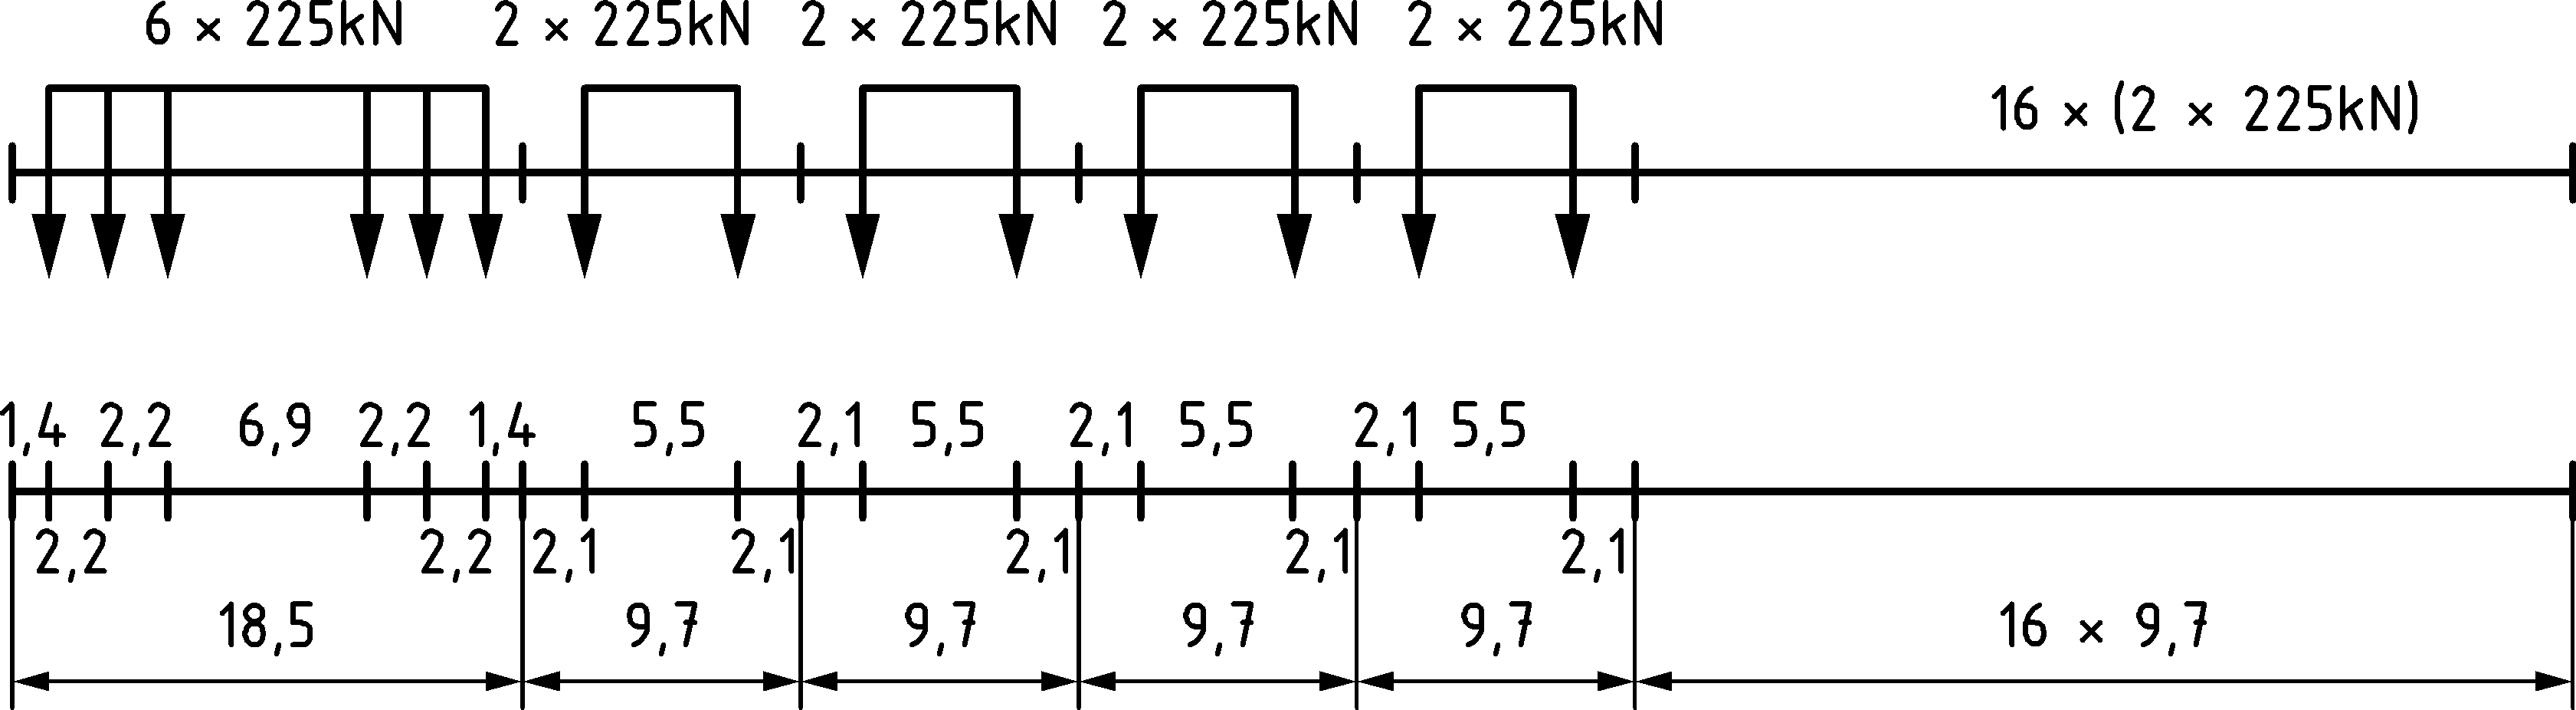 6 × 225kN 2 × 225kN 2 × 225kN 2 × 225kN 2 × 225kN
16 × (2 × 225kN)
1,4 2,2 6,9 2,2 1,4 5,5 2,1 5,5 2,1 5,5 2,1 5,5
2,2 2,2 2,1 2,1 2,1 2,1 2,1
18,5 9,7 9,7 9,7 9,7 16 × 9,7